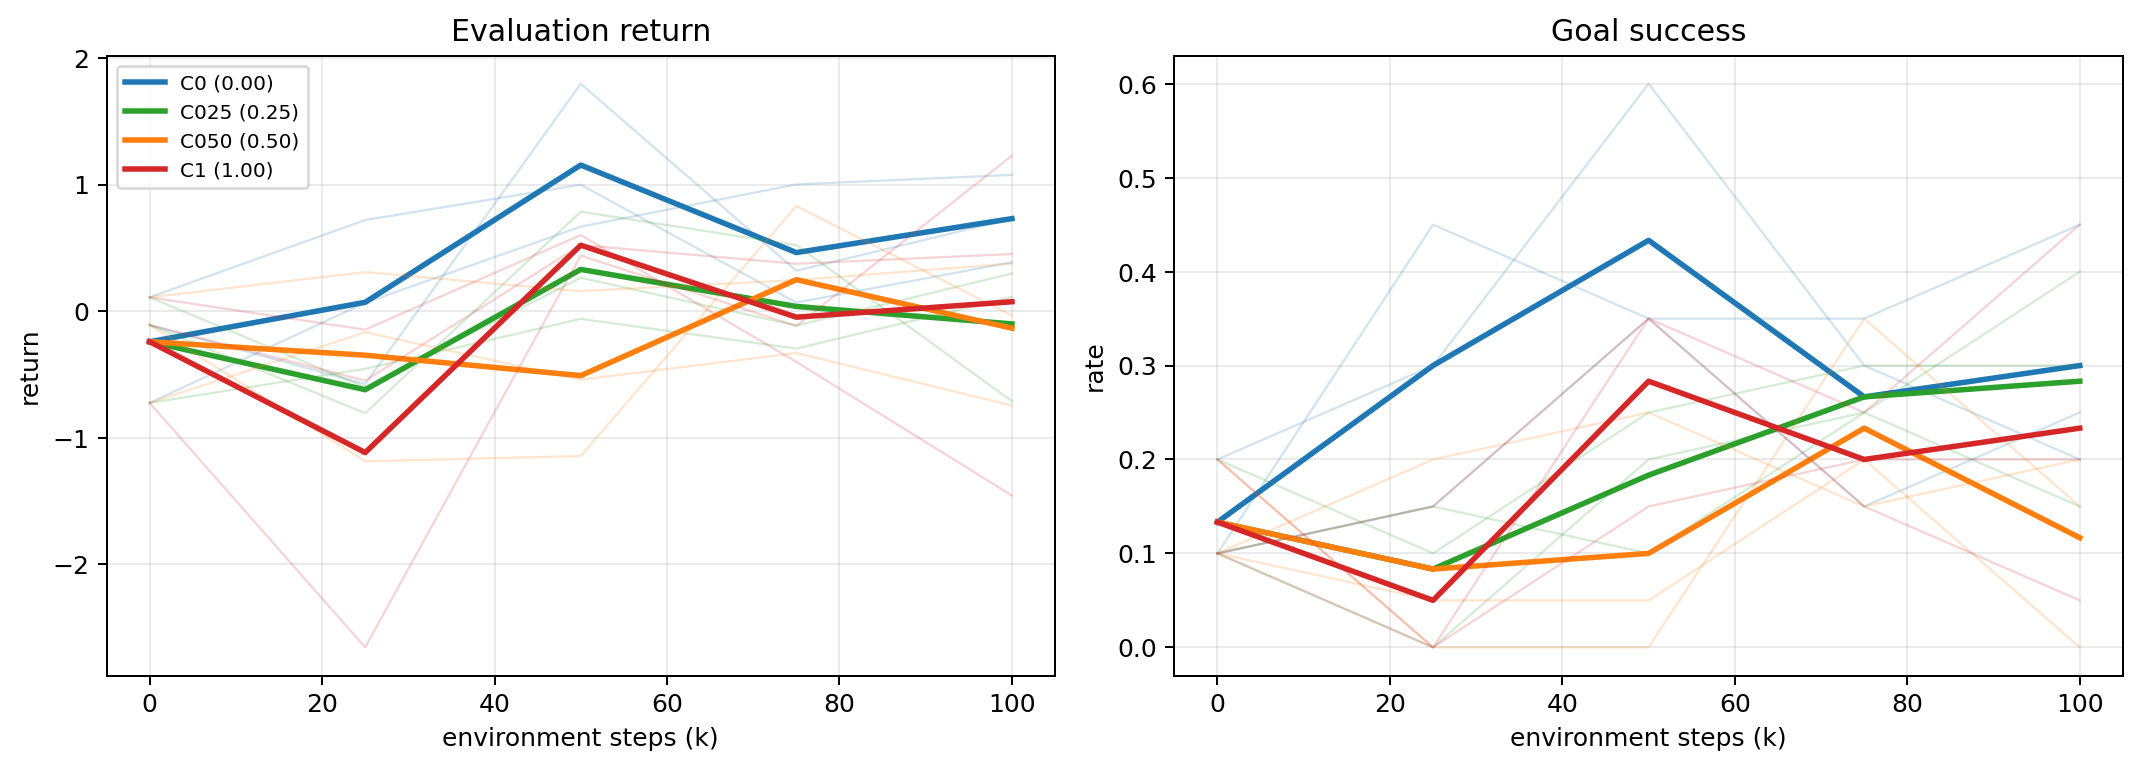 Evaluation return
2
1
0
−1
−2
return
C0 (0.00)
C025 (0.25)
C050 (0.50)
C1 (1.00)
0
20
40
60
80
100
environment steps (k)
Goal success
0.6
0.5
0.4
0.3
0.2
0.1
0.0
rate
0
20
40
60
80
100
environment steps (k)